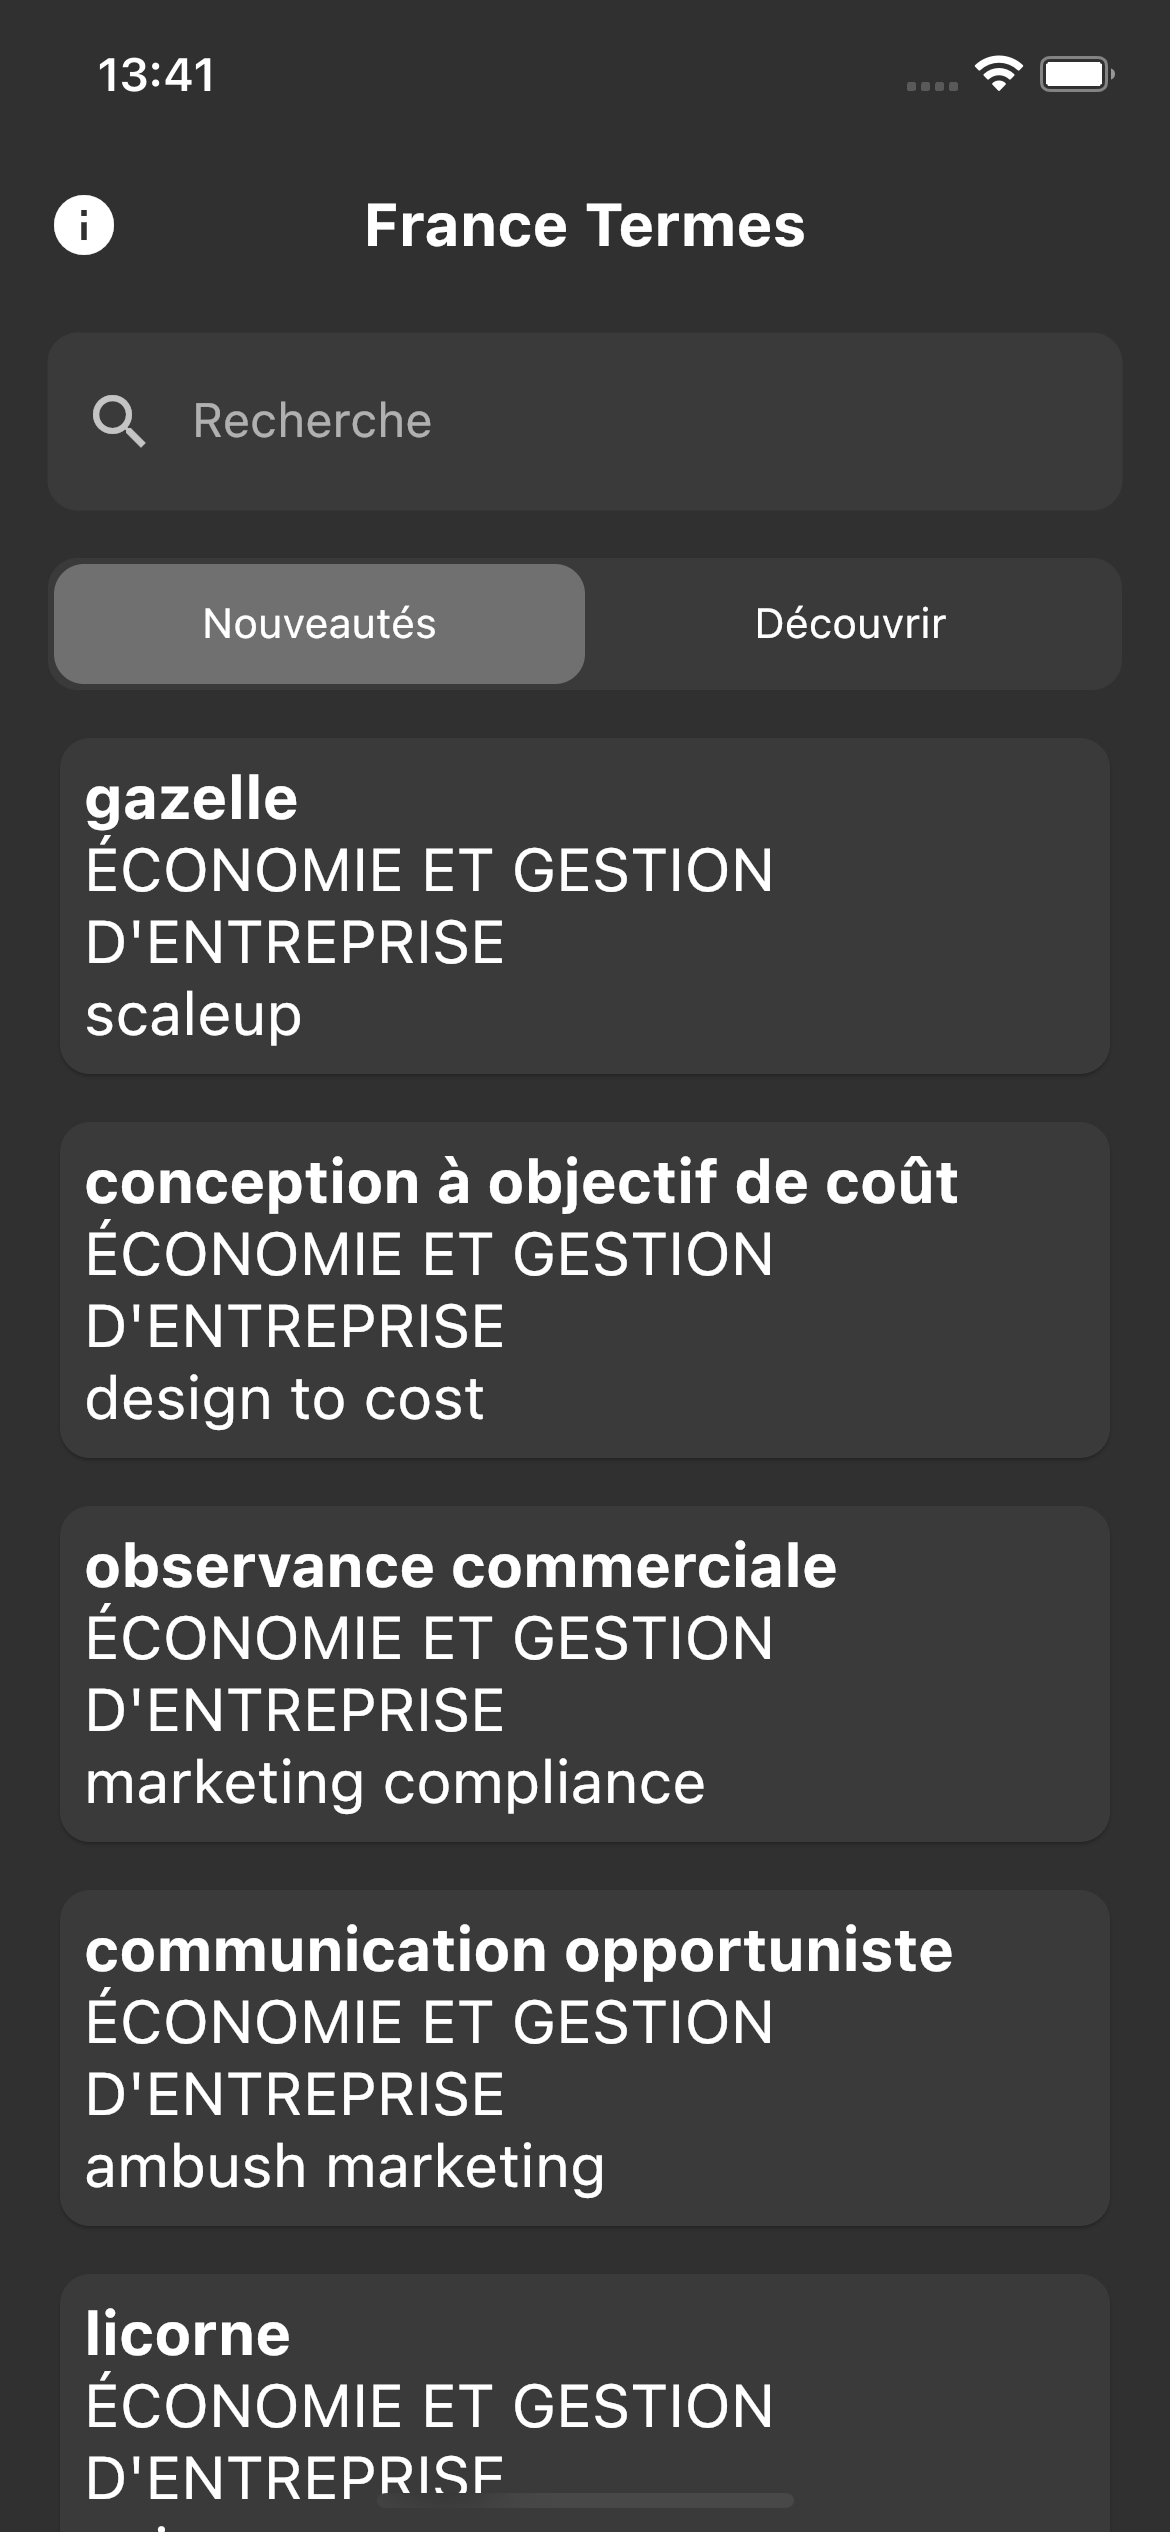 13:41
France Termes
Recherche
Nouveautés
Découvrir
gazelle
ÉCONOMIE ET GESTION
D'ENTREPRISE
scaleup
conception à objectif de coût
ÉCONOMIE ET GESTION
D'ENTREPRISE
design to cost
observance commerciale
ÉCONOMIE ET GESTION
D'ENTREPRISE
marketing compliance
communication opportuniste
ÉCONOMIE ET GESTION
D'ENTREPRISE
ambush marketing
licorne
ÉCONOMIE ET GESTION
D'ENTREPRISE